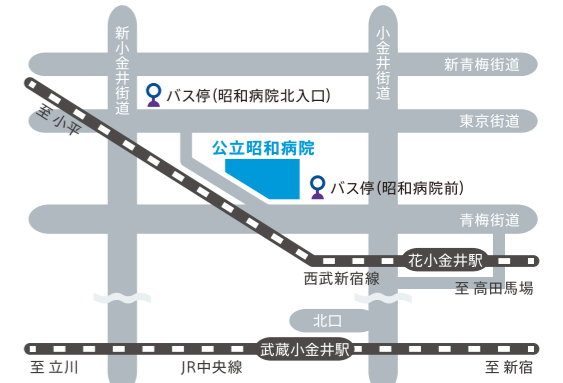 新小金井街道
小金井街道
新青梅街道
バス停(昭和病院北入口)
至 小平
東京街道
公立昭和病院
バス停(昭和病院前)
青梅街道
花小金井駅
西武新宿線
至 高田馬場
北口
武蔵小金井駅
至 立川
JR中央線
至 新宿